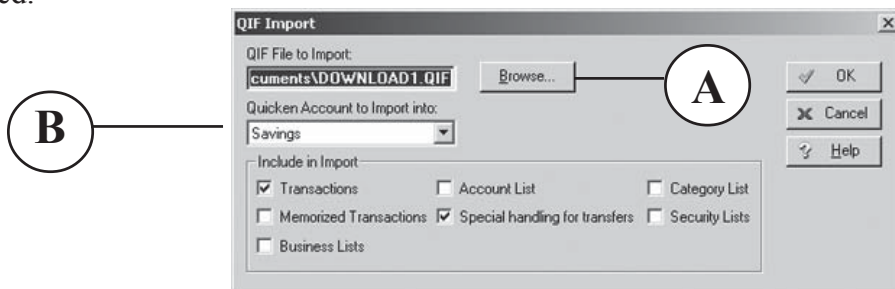 QIF Import
QIF File to Import:
cuments\DOWNLOAD1.QIF
Browse...
A
OK
Quicken Account to Import into:
Cancel
B
Savings
Help
Include in Import
Transactions Account List Category List
Memorized Transactions Special handling for transfers Security Lists
Business Lists